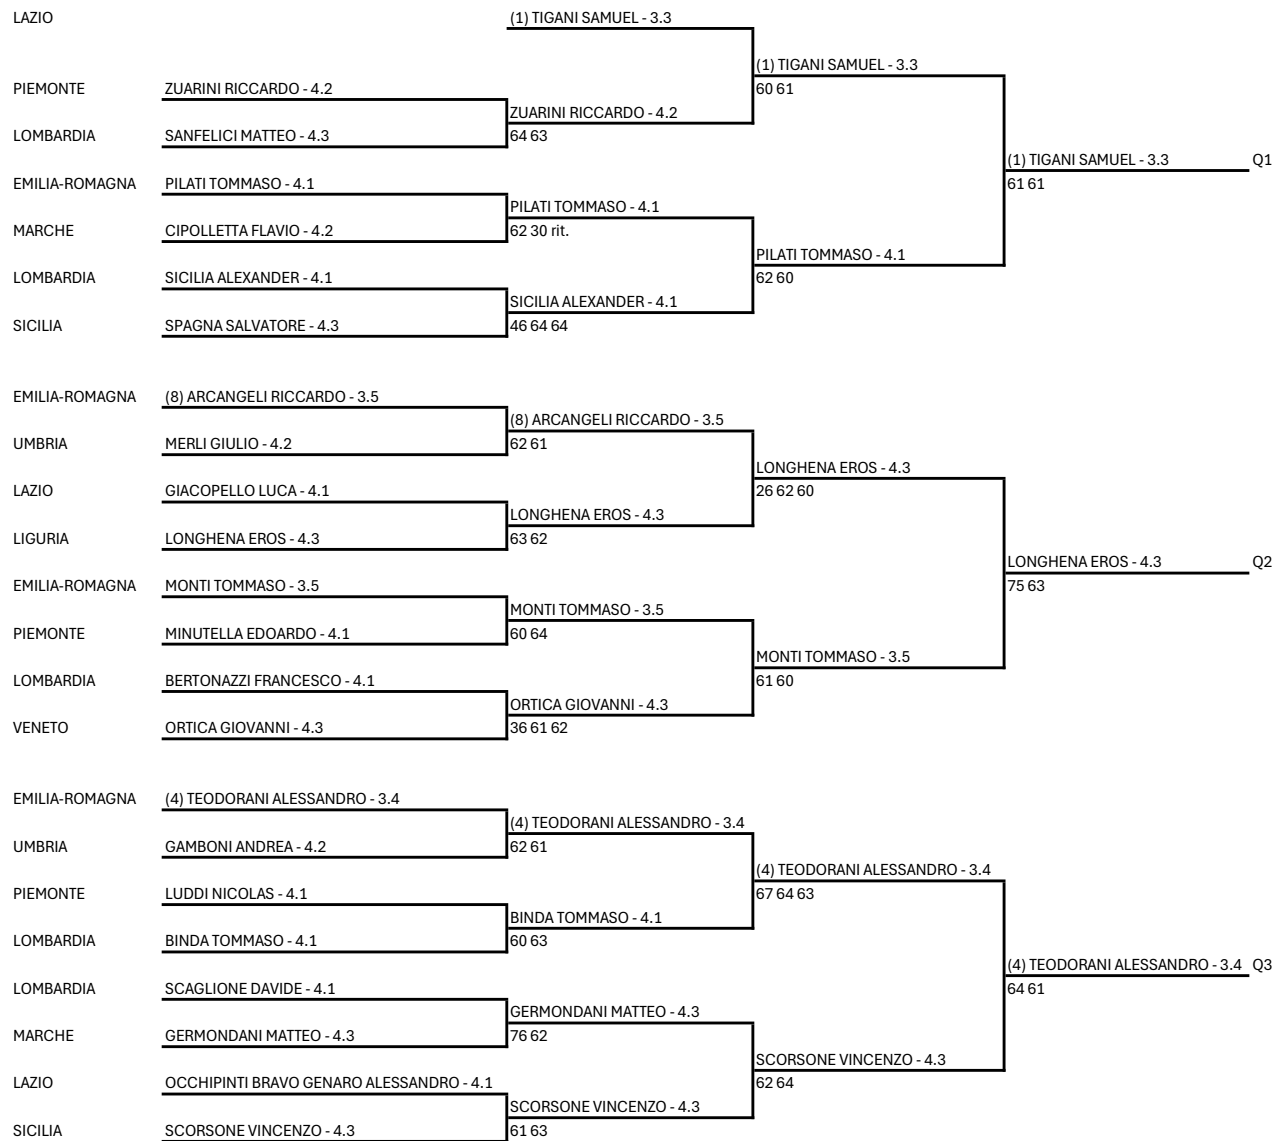 LAZIO (1) TIGANI SAMUEL - 3.3
(1) TIGANI SAMUEL - 3.3
PIEMONTE ZUARINI RICCARDO - 4.2 60 61
ZUARINI RICCARDO - 4.2
LOMBARDIA SANFELICI MATTEO - 4.3 64 63
(1) TIGANI SAMUEL - 3.3 Q1
EMILIA-ROMAGNA PILATI TOMMASO - 4.1 61 61
PILATI TOMMASO - 4.1
MARCHE CIPOLLETTA FLAVIO - 4.2 62 30 rit.
PILATI TOMMASO - 4.1
LOMBARDIA SICILIA ALEXANDER - 4.1 62 60
SICILIA ALEXANDER - 4.1
SICILIA SPAGNA SALVATORE - 4.3 46 64 64
EMILIA-ROMAGNA (8) ARCANGELI RICCARDO - 3.5
(8) ARCANGELI RICCARDO - 3.5
UMBRIA MERLI GIULIO - 4.2 62 61
LONGHENA EROS - 4.3
LAZIO GIACOPELLO LUCA - 4.1 26 62 60
LONGHENA EROS - 4.3
LIGURIA LONGHENA EROS - 4.3 63 62
LONGHENA EROS - 4.3 Q2
EMILIA-ROMAGNA MONTI TOMMASO - 3.5 75 63
MONTI TOMMASO - 3.5
PIEMONTE MINUTELLA EDOARDO - 4.1 60 64
MONTI TOMMASO - 3.5
LOMBARDIA BERTONAZZI FRANCESCO - 4.1 61 60
ORTICA GIOVANNI - 4.3
VENETO ORTICA GIOVANNI - 4.3 36 61 62
EMILIA-ROMAGNA (4) TEODORANI ALESSANDRO - 3.4
(4) TEODORANI ALESSANDRO - 3.4
UMBRIA GAMBONI ANDREA - 4.2 62 61
(4) TEODORANI ALESSANDRO - 3.4
PIEMONTE LUDDI NICOLAS - 4.1 67 64 63
BINDA TOMMASO - 4.1
LOMBARDIA BINDA TOMMASO - 4.1 60 63
(4) TEODORANI ALESSANDRO - 3.4 Q3
LOMBARDIA SCAGLIONE DAVIDE - 4.1 64 61
GERMONDANI MATTEO - 4.3
MARCHE GERMONDANI MATTEO - 4.3 76 62
SCORSONE VINCENZO - 4.3
LAZIO OCCHIPINTI BRAVO GENARO ALESSANDRO - 4.1 62 64
SCORSONE VINCENZO - 4.3
SICILIA SCORSONE VINCENZO - 4.3 61 63